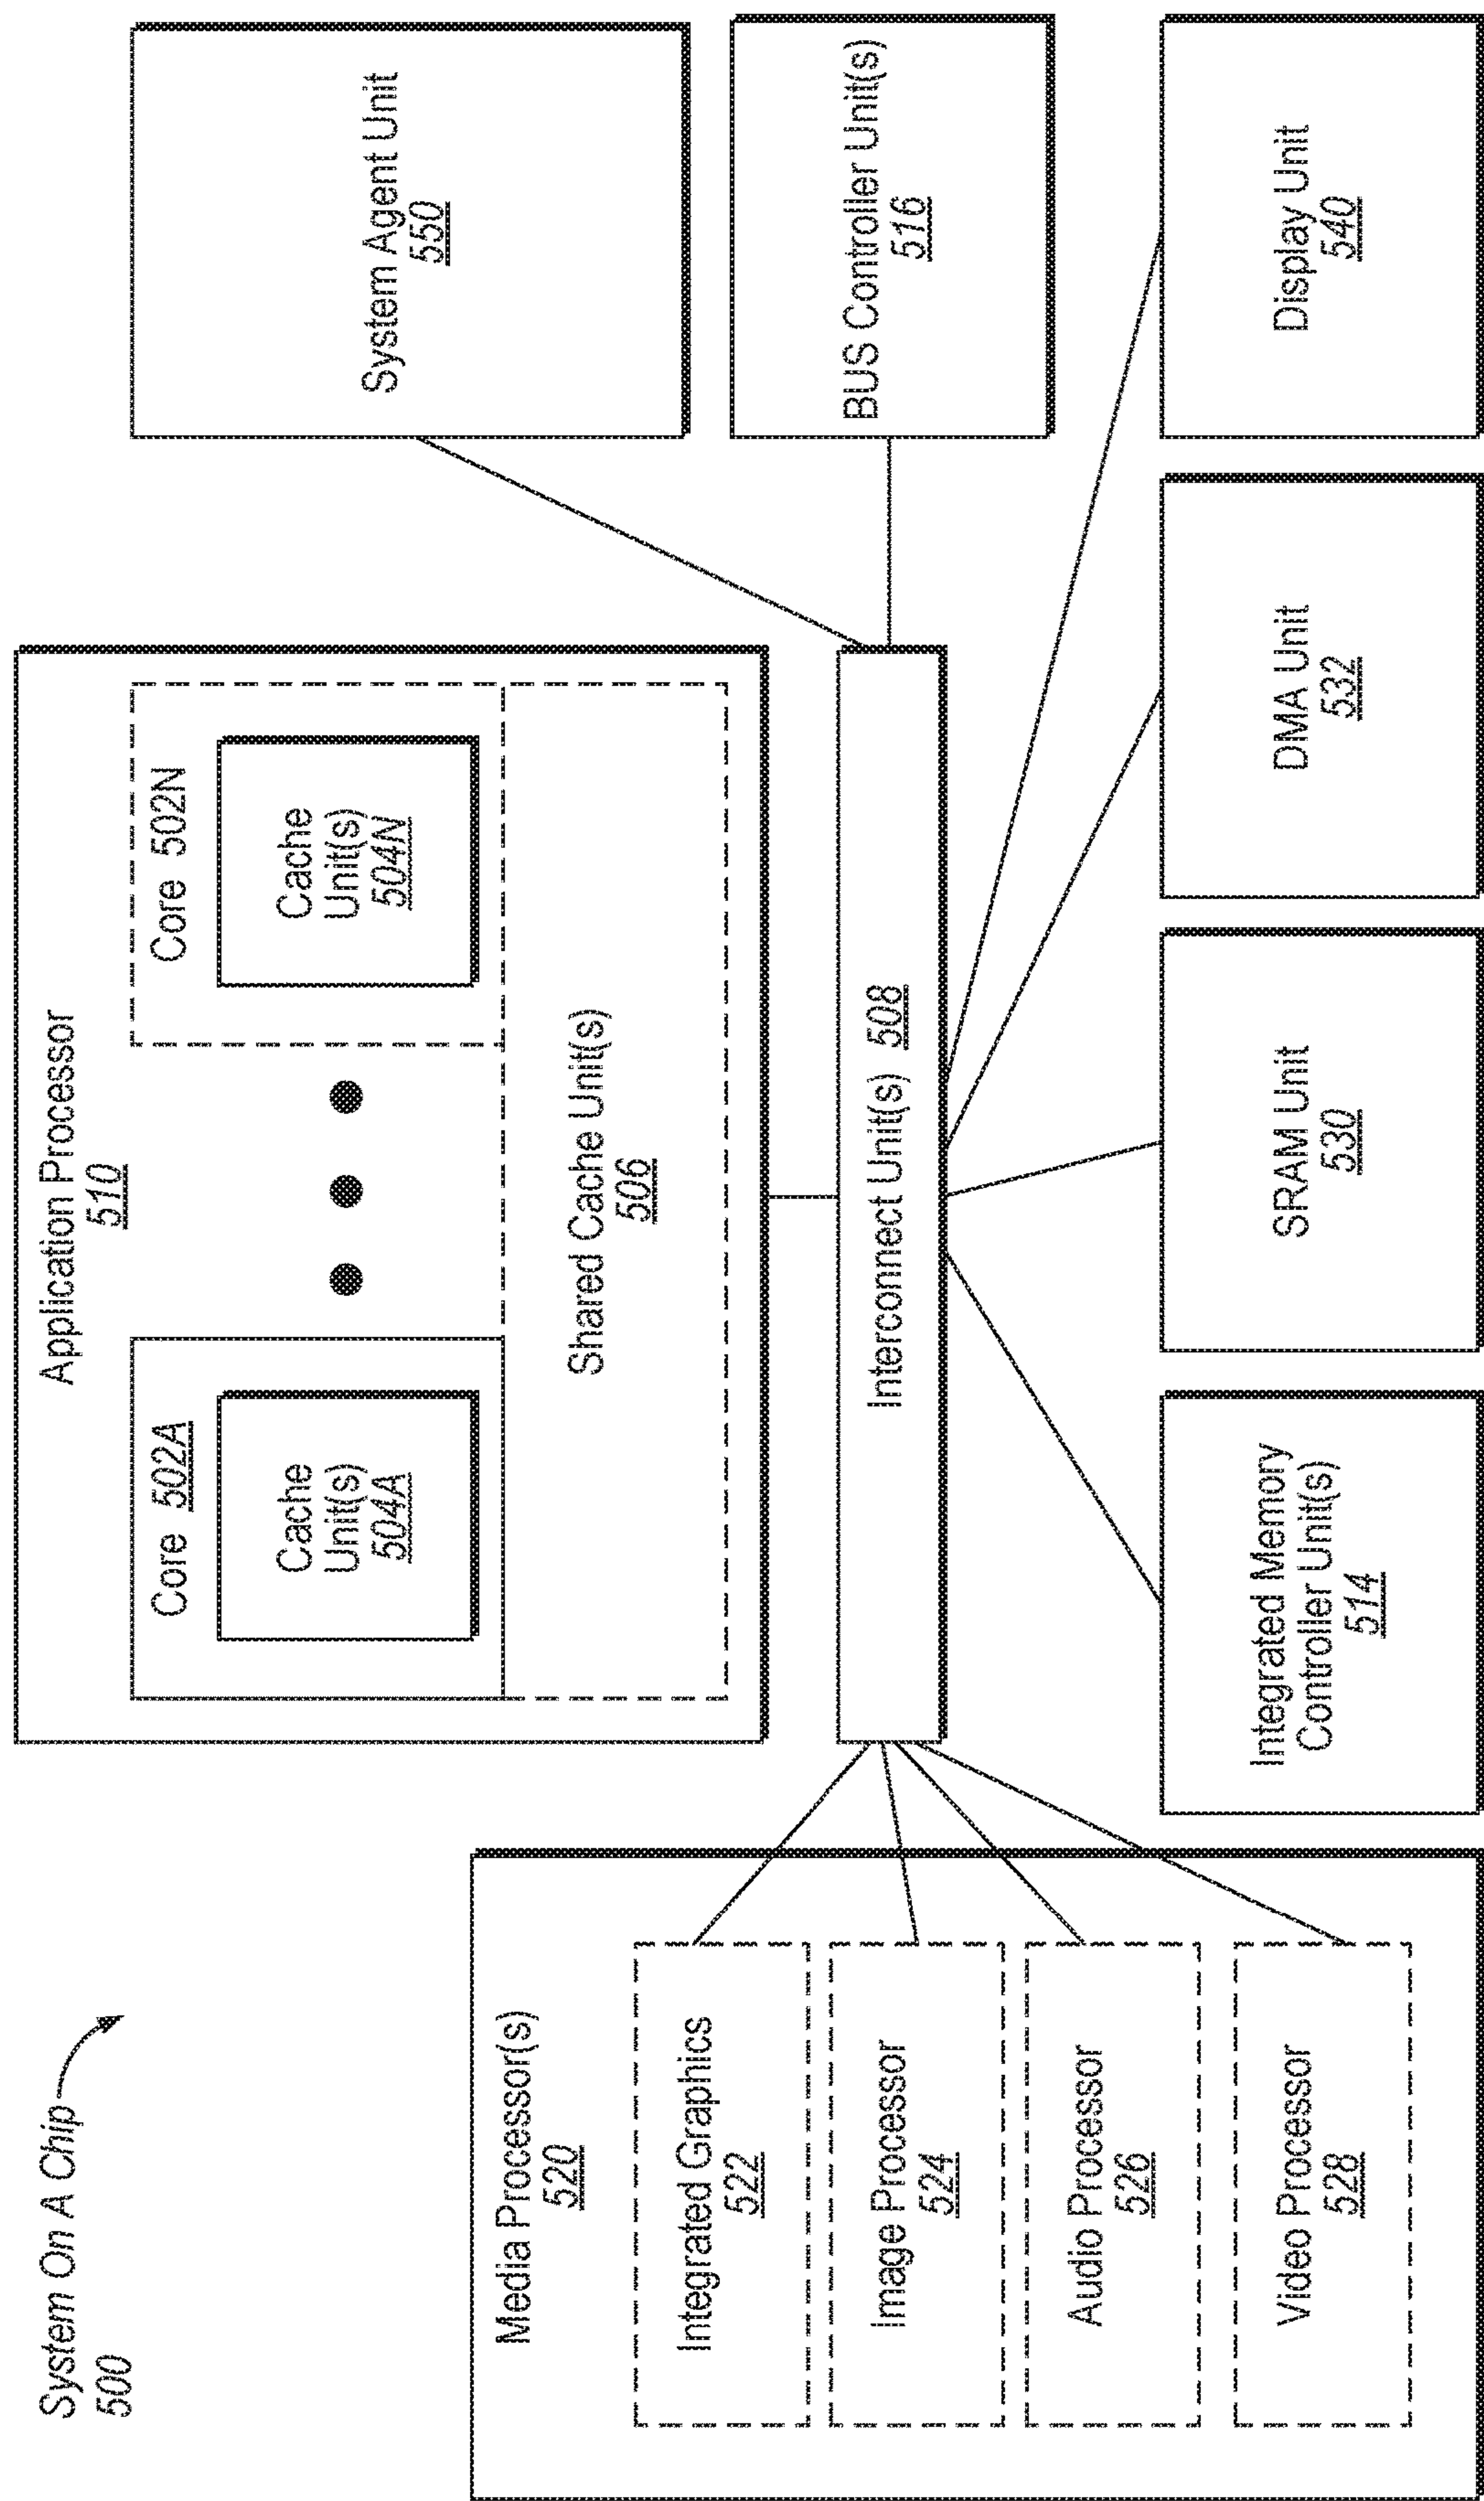 System On A Chip
500
Application Processor
510
Core 502A
Cache
Unit(s)
504A
Core 502N
Cache
Unit(s)
504N
Shared Cache Unit(s)
506
System Agent Unit
550
Media Processor(s)
520
Integrated Graphics
522
Image Processor
524
Audio Processor
526
Video Processor
528
Interconnect Unit(s) 508
BUS Controller Unit(s)
516
Integrated Memory
Controller Unit(s)
514
SRAM Unit
530
DMA Unit
532
Display Unit
540